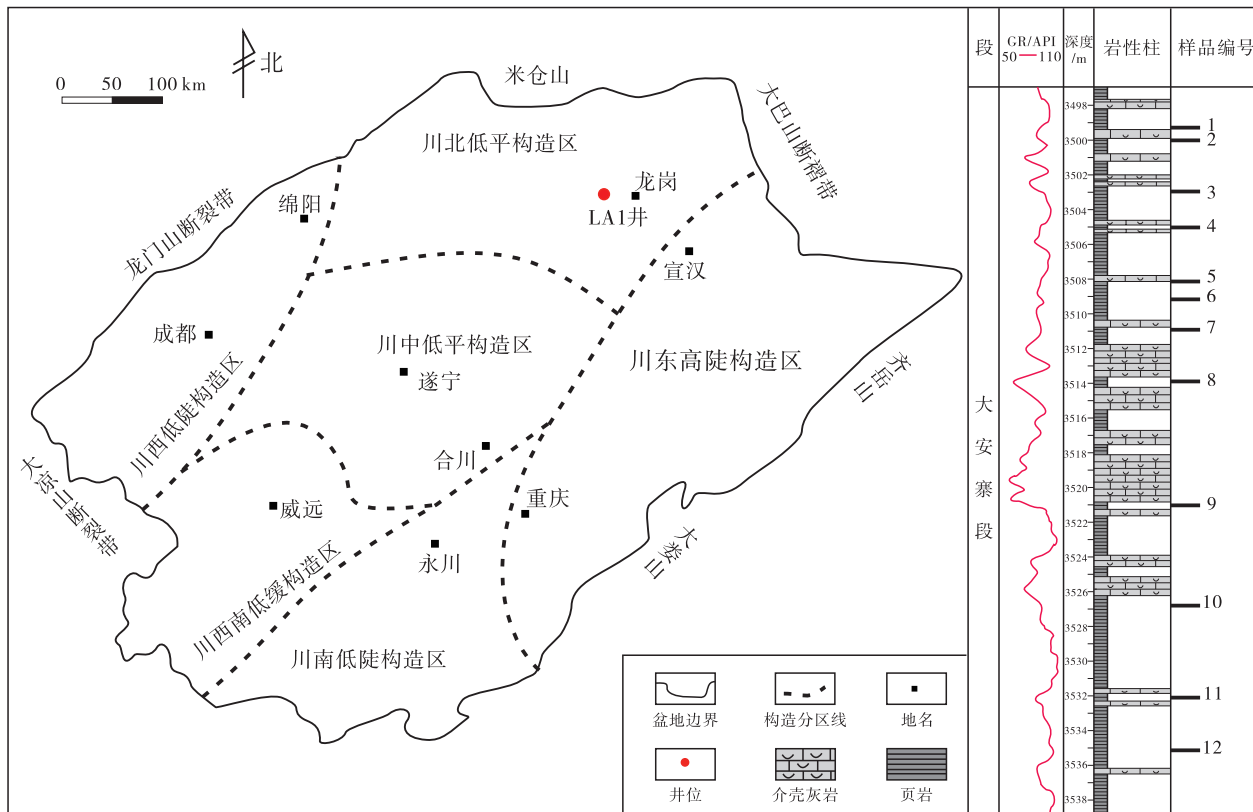 北
0 50 100 km
米仓山
大巴山断褶带
川北低平构造区
龙岗
LA1井
绵阳
龙门山断裂带
宣汉
成都
川中低平构造区
遂宁
川东高陡构造区
齐岳山
川西低陡构造区
合川
大凉山断裂带
威远
重庆
大娄山
永川
川西南低缓构造区
川南低陡构造区
盆地边界
构造分区线
地名
井位
介壳灰岩
页岩
段
GR/API
50 110
深度
/m
岩性柱
样品编号
大安寨段
3498
3500
3502
3504
3506
3508
3510
3512
3514
3516
3518
3520
3522
3524
3526
3528
3530
3532
3534
3536
3538
1
2
3
4
5
6
7
8
9
10
11
12